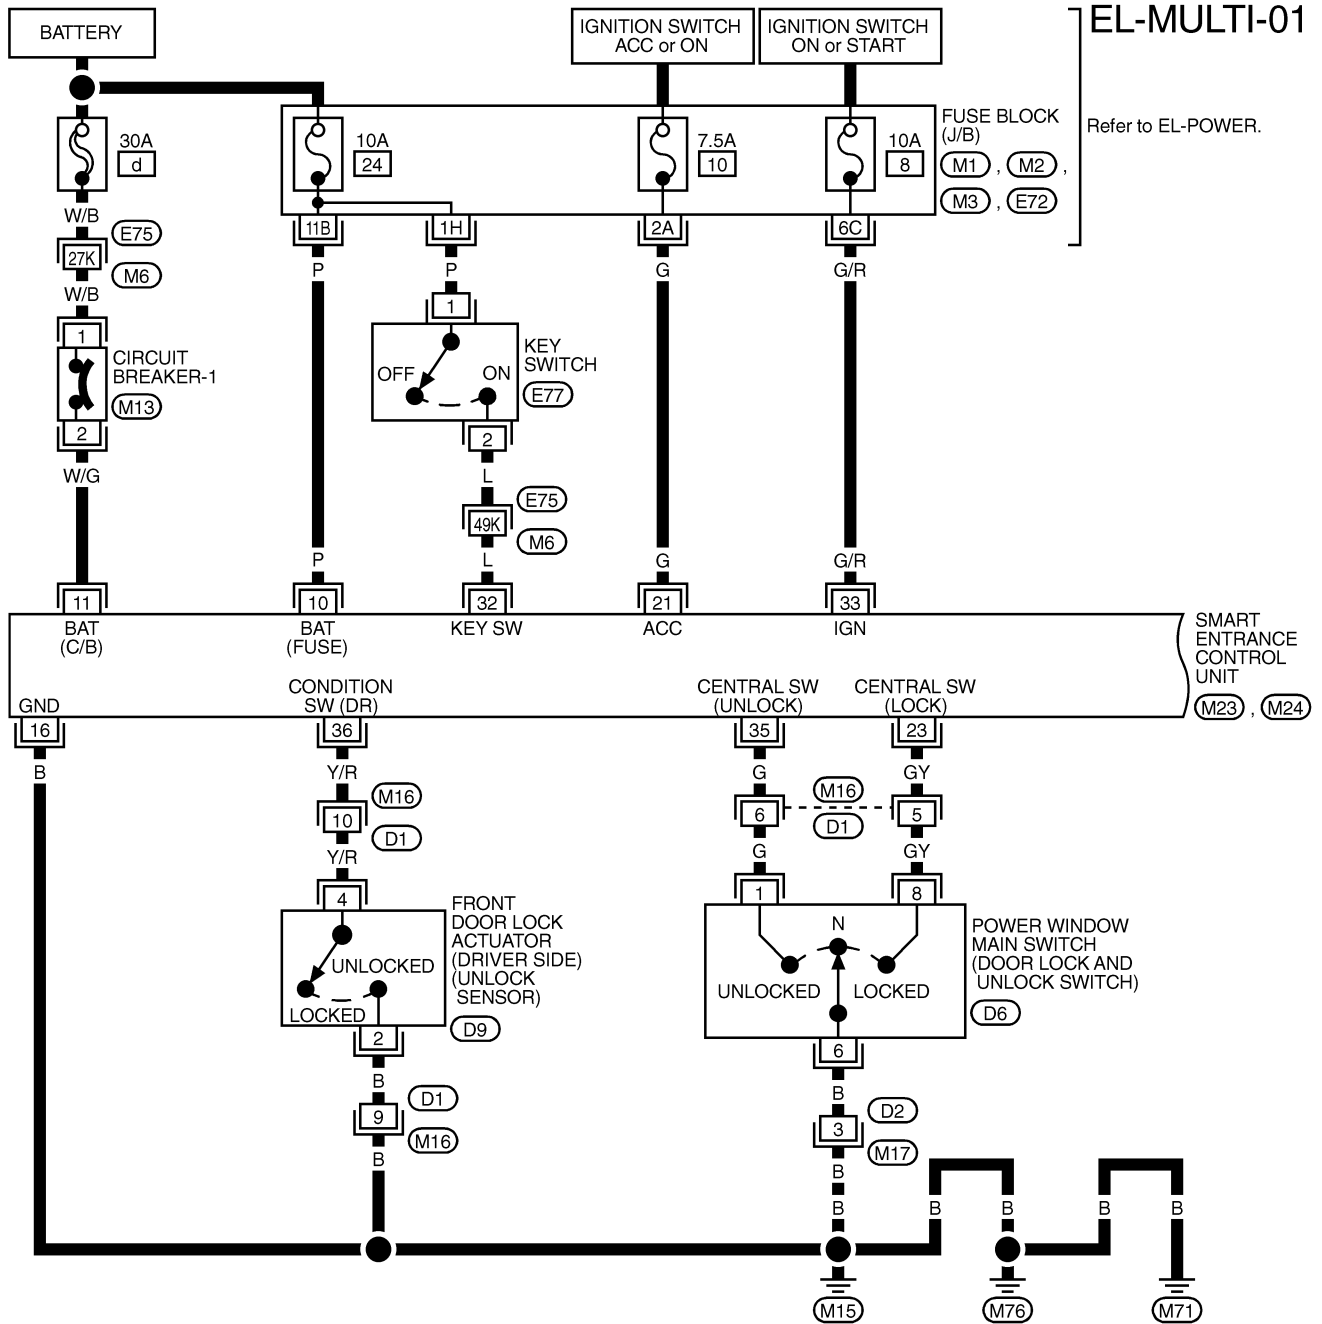 EL-MULTI-01
BATTERY
IGNITION SWITCH
ACC or ON
IGNITION SWITCH
ON or START
FUSE BLOCK
(J/B)
M1 , M2 ,
M3 , E72
Refer to EL-POWER.
30A
d
10A
24
7.5A
10
10A
8
11B
1H
2A
6C
W/B
E75
27K
M6
W/B
P
P
G
G/R
1
CIRCUIT
BREAKER-1
M13
2
W/G
1
OFF
ON
KEY
SWITCH
E77
2
L
E75
49K
M6
P
L
G
G/R
11
10
32
21
33
BAT
(C/B)
BAT
(FUSE)
KEY SW
ACC
IGN
SMART
ENTRANCE
CONTROL
UNIT
M23 , M24
GND
CONDITION
SW (DR)
CENTRAL SW
(UNLOCK)
CENTRAL SW
(LOCK)
16
36
35
23
B
Y/R
G
GY
M16
10
D1
M16
6
5
D1
Y/R
G
GY
4
1
8
FRONT
DOOR LOCK
ACTUATOR
(DRIVER SIDE)
(UNLOCK
SENSOR)
D9
UNLOCKED
LOCKED
N
UNLOCKED
LOCKED
POWER WINDOW
MAIN SWITCH
(DOOR LOCK AND
UNLOCK SWITCH)
D6
2
6
B
B
D1
9
M16
D2
3
M17
B
B
B
B
B
B
B
M15
M76
M71